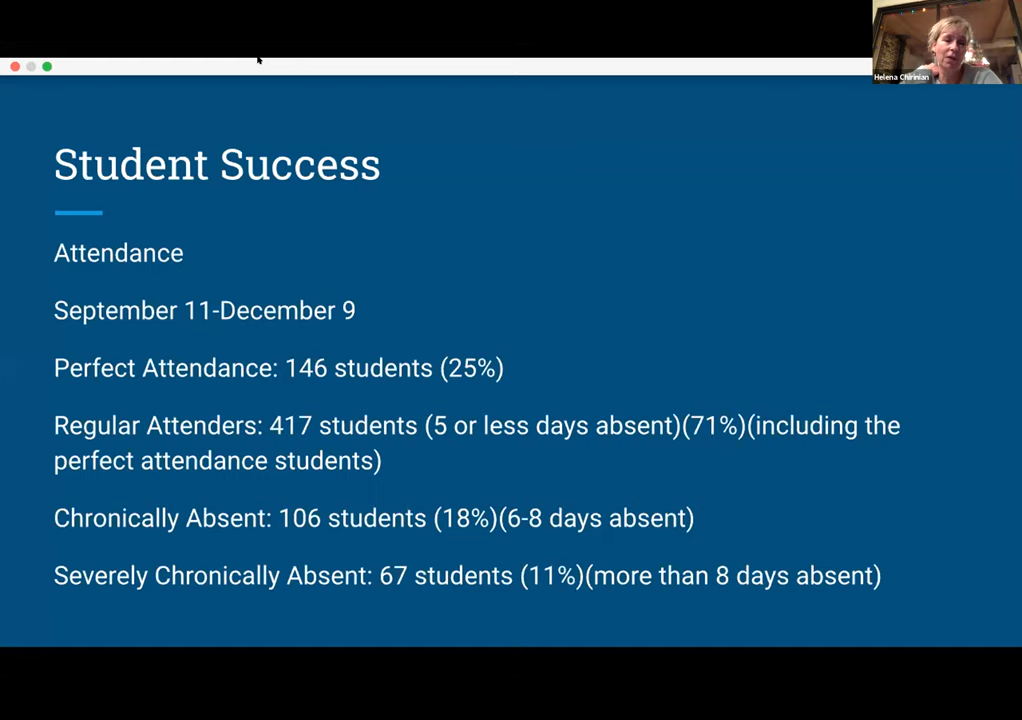 Helena Chirinian
Student Success
Attendance
September 11-December 9
Perfect Attendance: 146 students (25%)
Regular Attenders: 417 students (5 or less days absent)(71%)(including the
perfect attendance students)
Chronically Absent: 106 students (18%)(6-8 days absent)
Severely Chronically Absent: 67 students (11%)(more than 8 days absent)